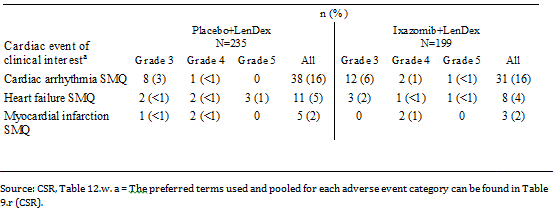 n (%)
Placebo+LenDex Ixazomib+LenDex
N=235 N=199
Cardiac event of
clinical interestª Grade 3 Grade 4 Grade 5 All Grade 3 Grade 4 Grade 5 All
Cardiac arrhythmia SMQ 8 (3) 1 (<1) 0 38 (16) 12 (6) 2 (1) 1 (<1) 31 (16)
Heart failure SMQ 2 (<1) 2 (<1) 3 (1) 11 (5) 3 (2) 1 (<1) 1 (<1) 8 (4)
Myocardial infarction 1 (<1) 2 (<1) 0 5 (2) 0 2 (1) 0 3 (2)
SMQ
Source: CSR, Table 12.w. a = The preferred terms used and pooled for each adverse event category can be found in Table
9.r (CSR).